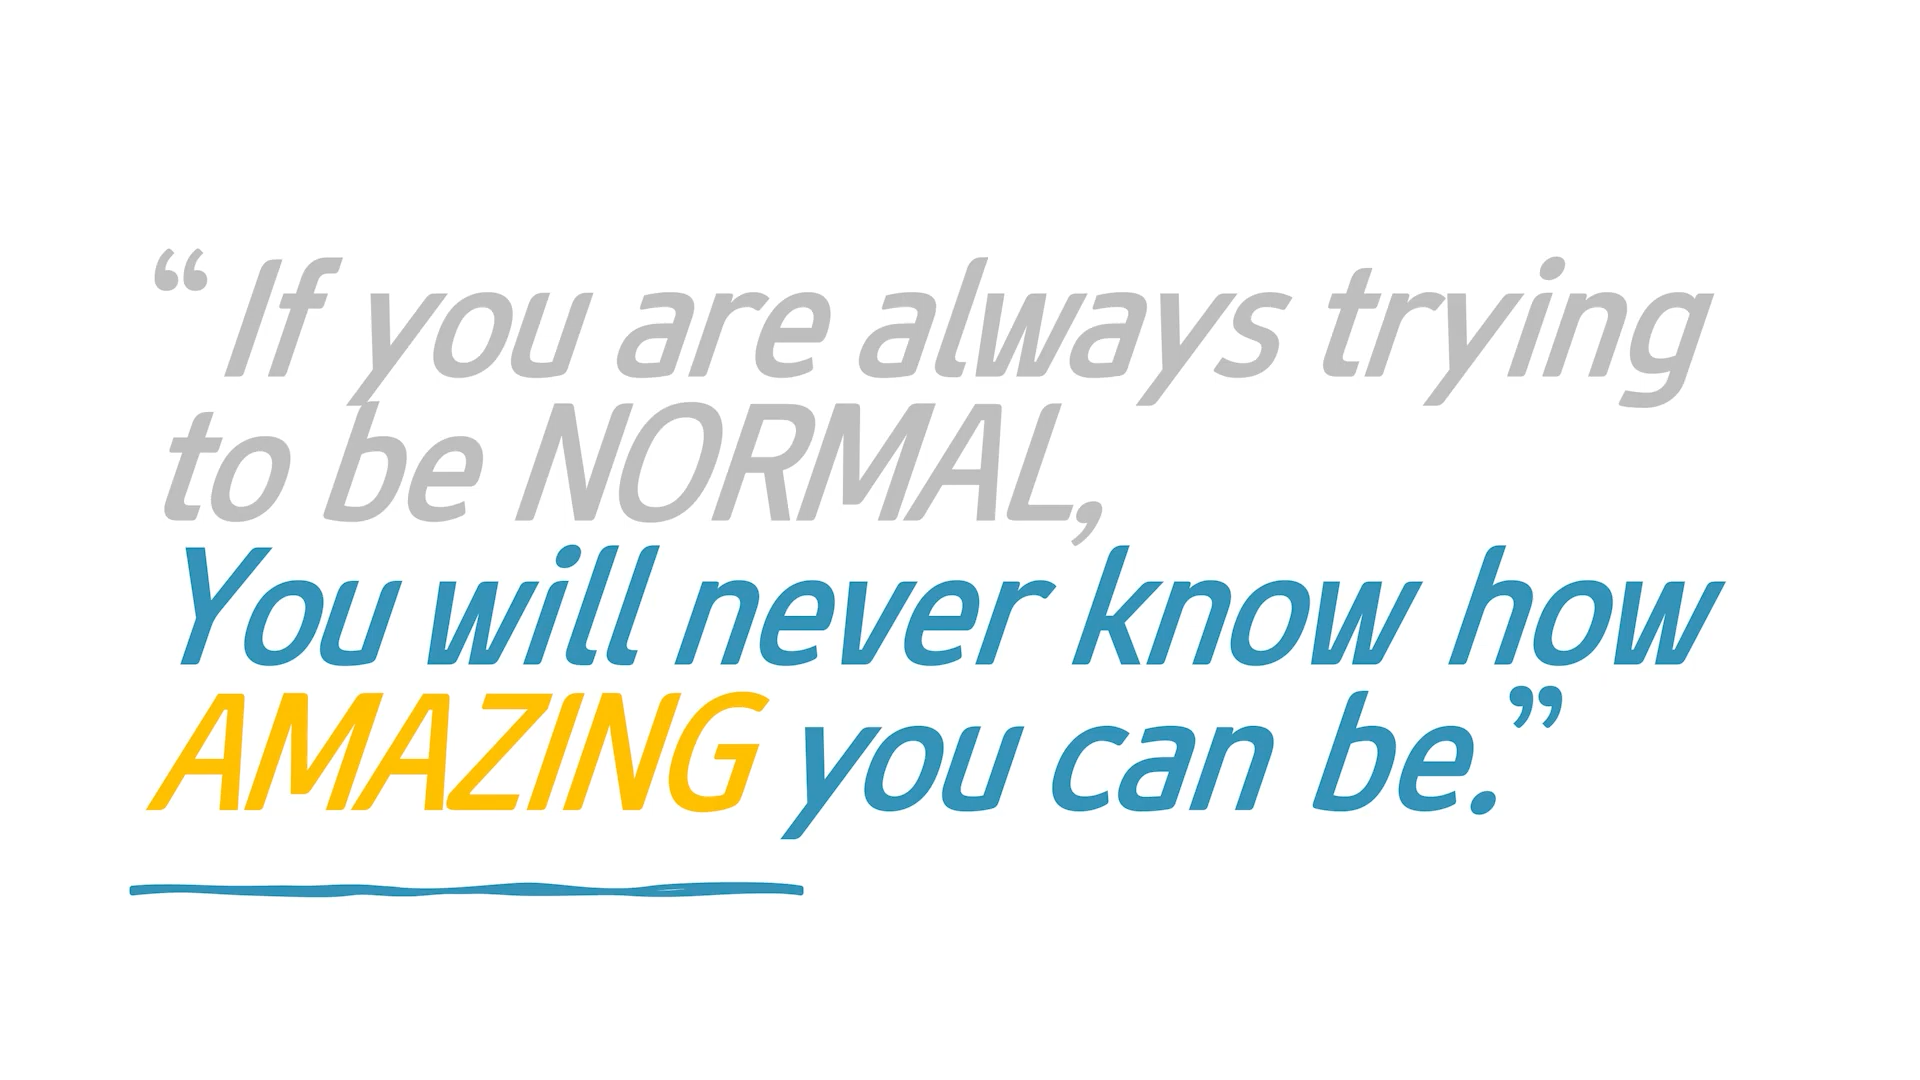 “ If you are always trying
to be NORMAL,
You will never know how
AMAZING you can be.”